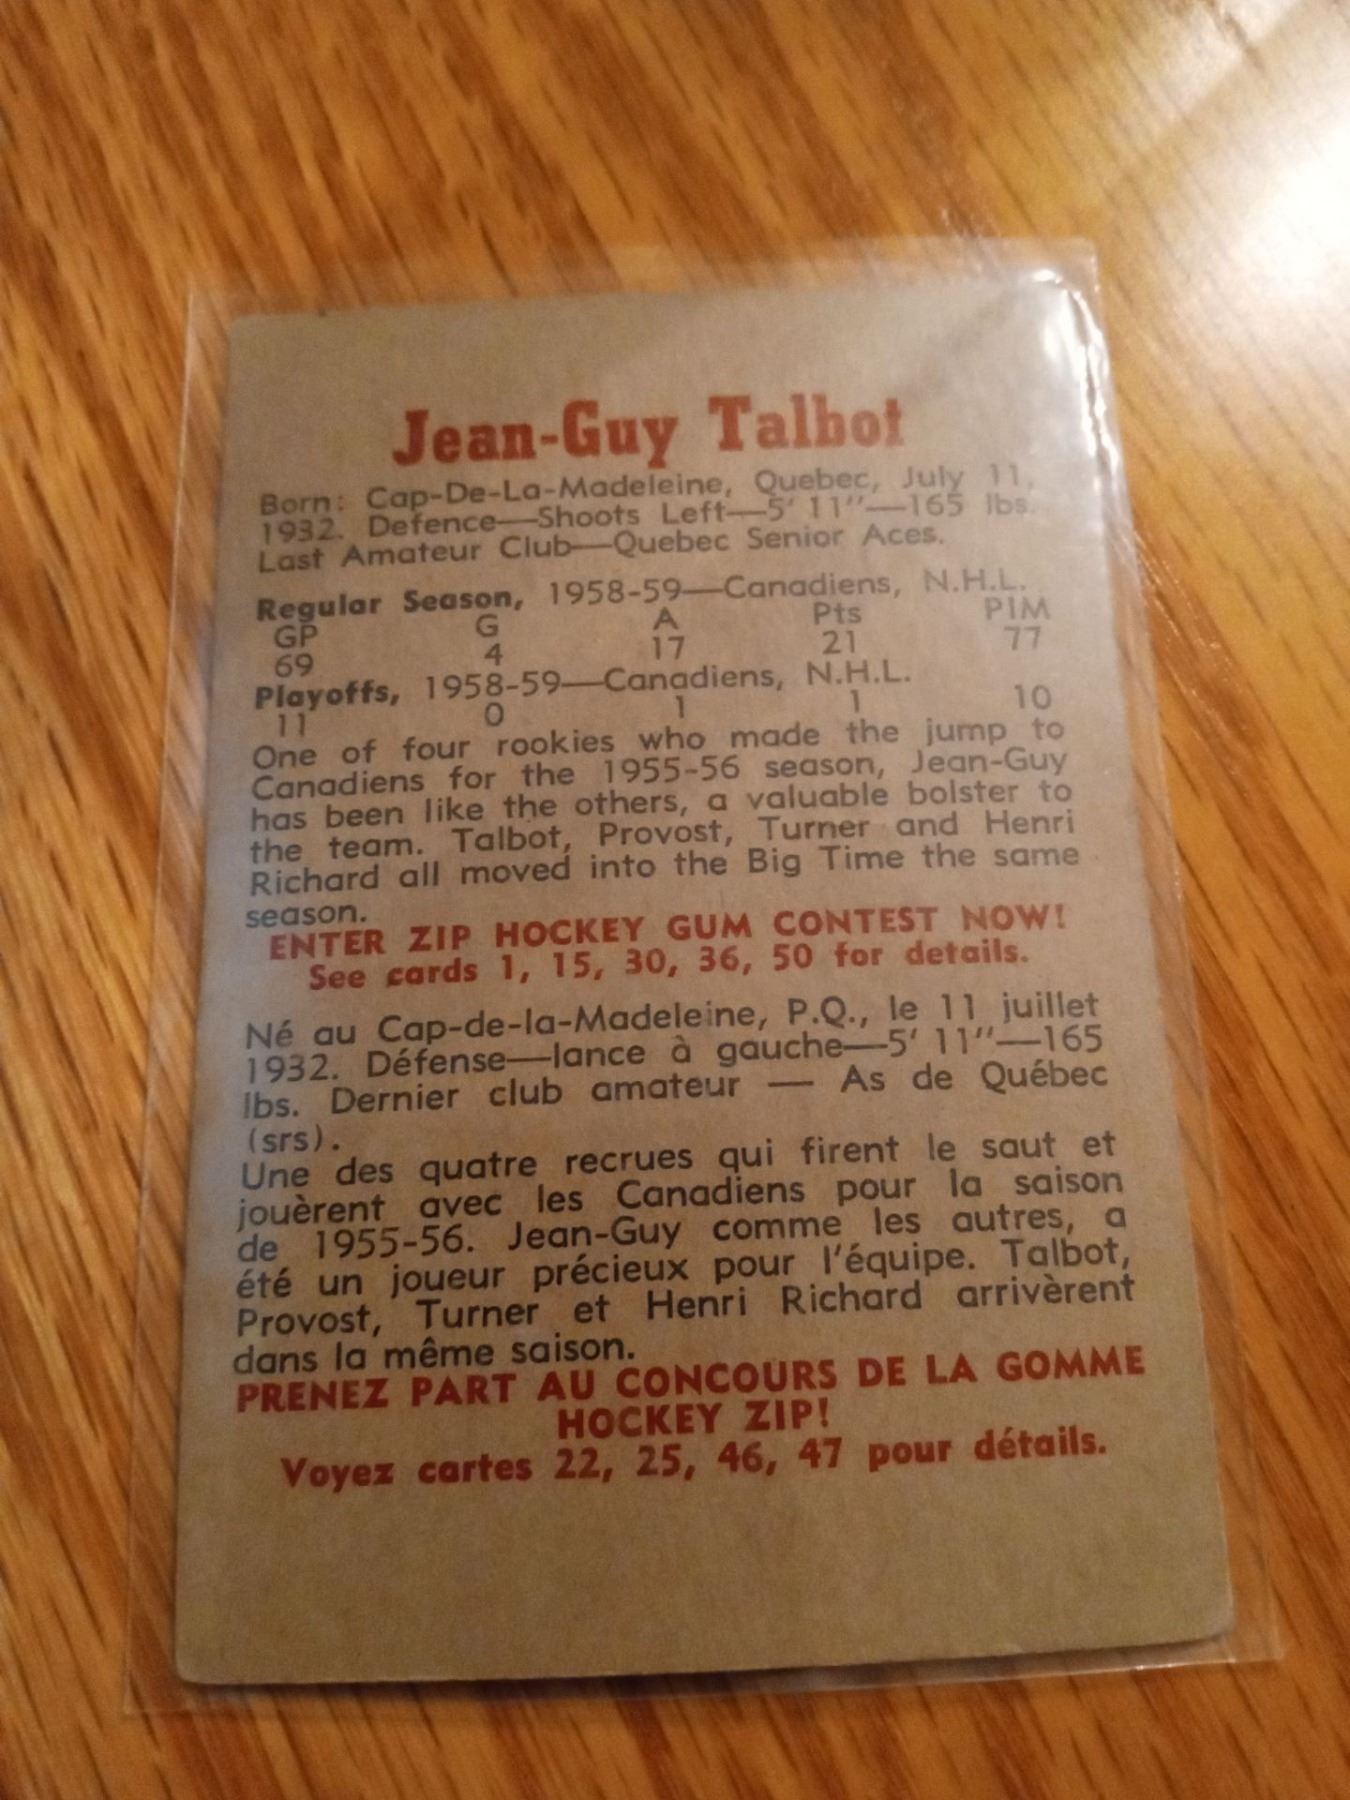 Jean-Guy Talbot
Born: Cap-De-La-Madeleine, Quebec, July 11,
1932. Defence—Shoots Left—5' 11"—165 lbs.
Last Amateur Club—Quebec Senior Aces.
Regular Season, 1958-59—Canadiens, N.H.L.
GP G A Pts PIM
69 4 17 21 77
Playoffs, 1958-59—Canadiens, N.H.L.
11 0 1 1 10
One of four rookies who made the jump to
Canadiens for the 1955-56 season, Jean-Guy
has been like the others, a valuable bolster to
the team. Talbot, Provost, Turner and Henri
Richard all moved into the Big Time the same
season.
ENTER ZIP HOCKEY GUM CONTEST NOW!
See cards 1, 15, 30, 36, 50 for details.
Né au Cap-de-la-Madeleine, P.Q., le 11 juillet
1932. Défense—lance à gauche—5' 11"—165
lbs. Dernier club amateur — As de Québec
(srs).
Une des quatre recrues qui firent le saut et
jouèrent avec les Canadiens pour la saison
de 1955-56. Jean-Guy comme les autres, a
été un joueur précieux pour l'équipe. Talbot,
Provost, Turner et Henri Richard arrivèrent
dans la même saison.
PRENEZ PART AU CONCOURS DE LA GOMME
HOCKEY ZIP!
Voyez cartes 22, 25, 46, 47 pour détails.